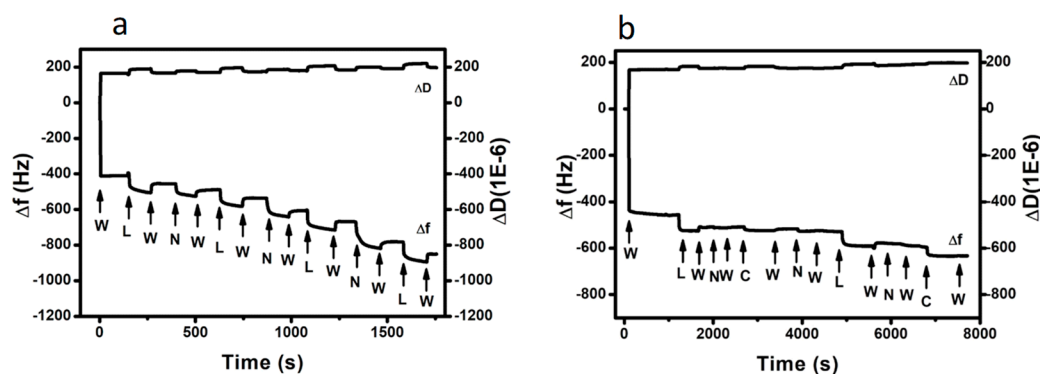 a
200
0
-200
-400
-600
-800
-1000
-1200
Δf (Hz)
200
0
-200
-400
-600
-800
-1000
-1200
ΔD(1E-6)
ΔD
Δf
W L W N W L W N W L W N W L W
0 500 1000 1500
Time (s)
b
200
0
-200
-400
-600
-800
Δf (Hz)
200
0
-200
-400
-600
-800
ΔD(1E-6)
ΔD
Δf
W L W N W C W N W L W N W C W
0 2000 4000 6000 8000
Time (s)